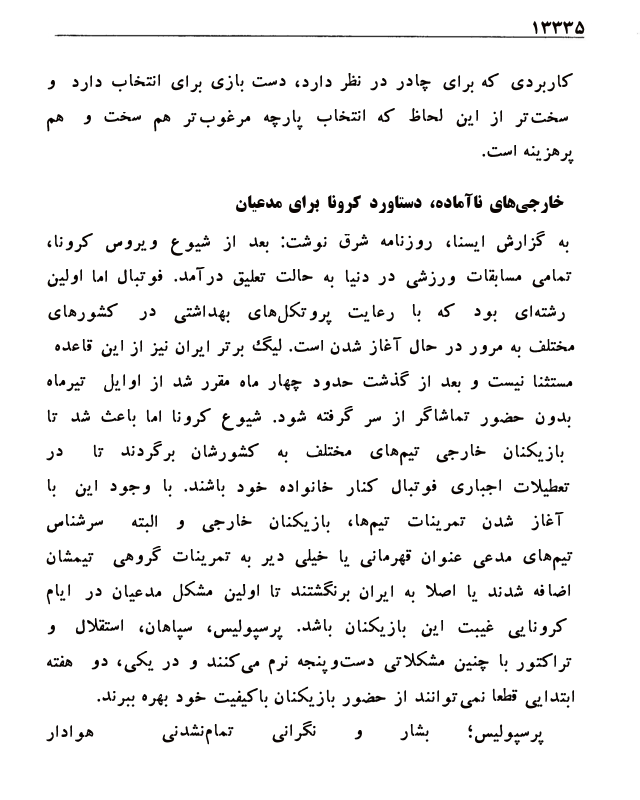 ۱۳۳۳۵
کاربردی که برای چادر در نظر دارد، دست بازی برای انتخاب دارد و
سخت‌تر از این لحاظ که انتخاب پارچه مرغوب‌تر هم سخت و هم
پرهزینه است.
خارجی‌های ناآماده، دستاورد کرونا برای مدعیان
به گزارش ایسنا، روزنامه شرق نوشت: بعد از شیوع ویروس کرونا،
تمامی مسابقات ورزشی در دنیا به حالت تعلیق درآمد. فوتبال اما اولین
رشته‌ای بود که با رعایت پروتکل‌های بهداشتی در کشورهای
مختلف به مرور در حال آغاز شدن است. لیگ برتر ایران نیز از این قاعده
مستثنا نیست و بعد از گذشت حدود چهار ماه مقرر شد از اوایل تیرماه
بدون حضور تماشاگر از سر گرفته شود. شیوع کرونا اما باعث شد تا
بازیکنان خارجی تیم‌های مختلف به کشورشان برگردند تا در
تعطیلات اجباری فوتبال کنار خانواده خود باشند. با وجود این با
آغاز شدن تمرینات تیم‌ها، بازیکنان خارجی و البته سرشناس
تیم‌های مدعی عنوان قهرمانی یا خیلی دیر به تمرینات گروهی تیمشان
اضافه شدند یا اصلا به ایران برنگشتند تا اولین مشکل مدعیان در ایام
کرونایی غیبت این بازیکنان باشد. پرسپولیس، سپاهان، استقلال و
تراکتور با چنین مشکلاتی دست‌وپنجه نرم می‌کنند و در یکی، دو هفته
ابتدایی قطعا نمی‌توانند از حضور بازیکنان باکیفیت خود بهره ببرند.
پرسپولیس؛ بشار و نگرانی تمام‌نشدنی هوادار